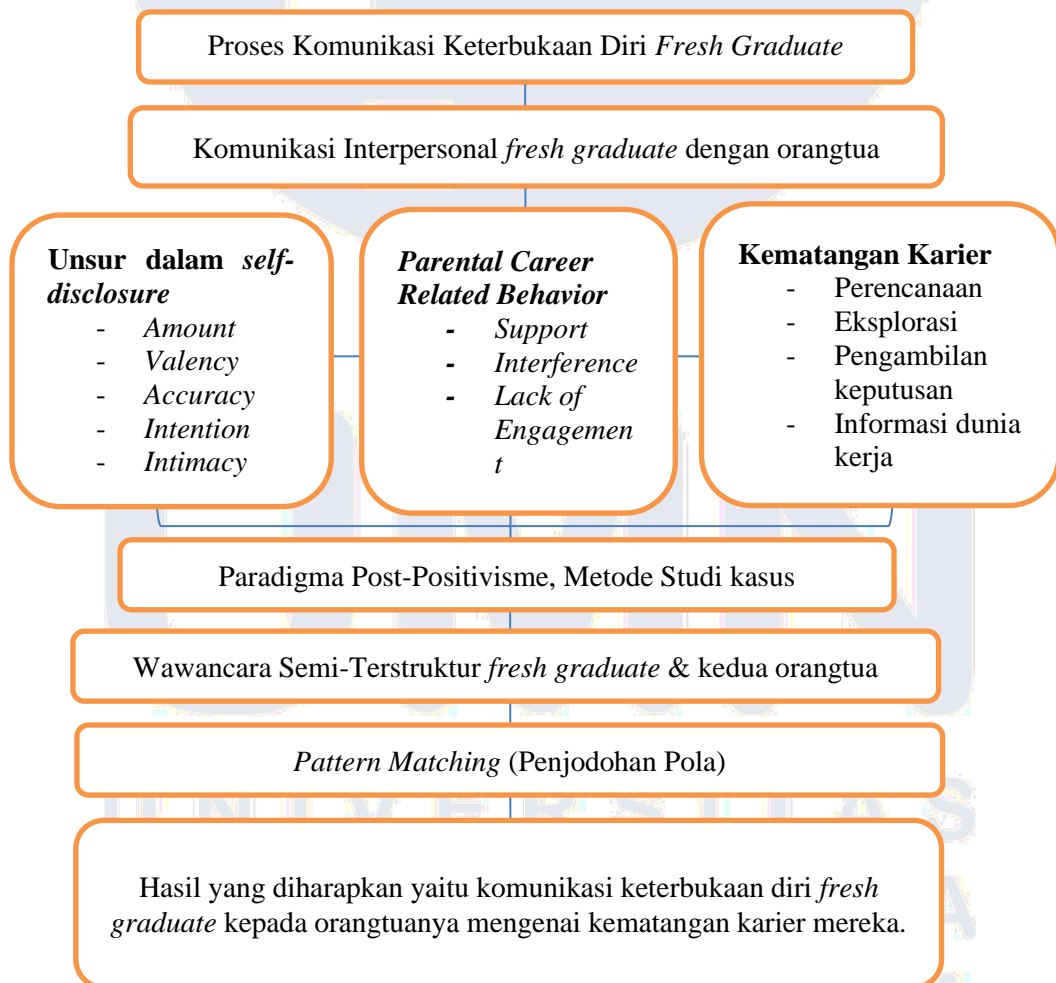 Proses Komunikasi Keterbukaan Diri Fresh Graduate
Komunikasi Interpersonal fresh graduate dengan orangtua
Unsur dalam self-
disclosure
- Amount
- Valency
- Accuracy
- Intention
- Intimacy
Parental Career
Related Behavior
- Support
- Interference
- Lack of
Engagemen
t
Kematangan Karier
- Perencanaan
- Eksplorasi
- Pengambilan
keputusan
- Informasi dunia
kerja
Paradigma Post-Positivisme, Metode Studi kasus
Wawancara Semi-Terstruktur fresh graduate & kedua orangtua
Pattern Matching (Penjodohan Pola)
UNIVERSITAS
Hasil yang diharapkan yaitu komunikasi keterbukaan diri fresh
graduate kepada orangtuanya mengenai kematangan karier mereka.